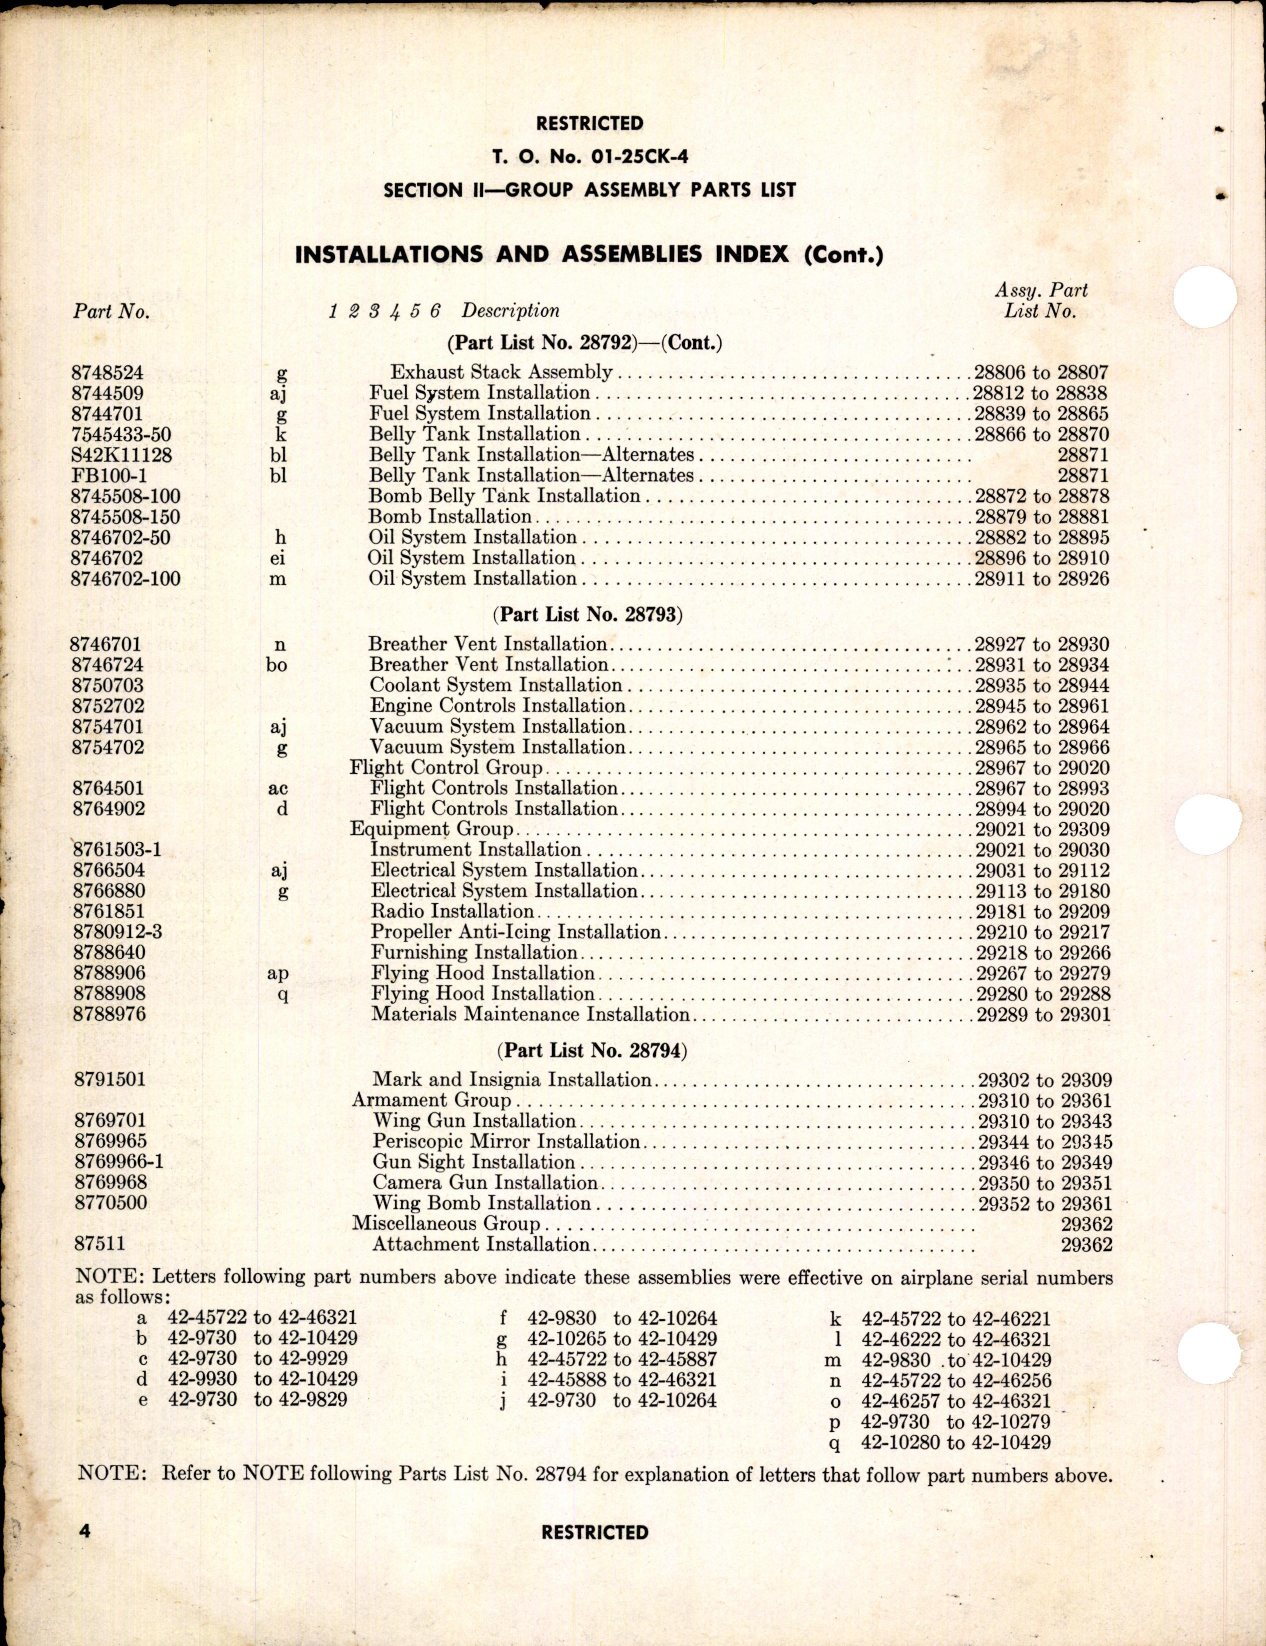 RESTRICTED
T. O. No. 01-25CK-4
SECTION II—GROUP ASSEMBLY PARTS LIST
INSTALLATIONS AND ASSEMBLIES INDEX (Cont.)
Part No. 1 2 3 4 5 6 Description Assy. Part List No.
(Part List No. 28792)—(Cont.)
8748524 g Exhaust Stack Assembly 28806 to 28807
8744509 aj Fuel System Installation 28812 to 28838
8744701 g Fuel System Installation 28839 to 28865
7545433-50 k Belly Tank Installation 28866 to 28870
S42K11128 bl Belly Tank Installation—Alternates 28871
FB100-1 bl Belly Tank Installation—Alternates 28871
8745508-100 Bomb Belly Tank Installation 28872 to 28878
8745508-150 Bomb Installation 28879 to 28881
8746702-50 h Oil System Installation 28882 to 28895
8746702 ei Oil System Installation 28896 to 28910
8746702-100 m Oil System Installation 28911 to 28926
(Part List No. 28793)
8746701 n Breather Vent Installation 28927 to 28930
8746724 bo Breather Vent Installation 28931 to 28934
8750703 Coolant System Installation 28935 to 28944
8752702 Engine Controls Installation 28945 to 28961
8754701 aj Vacuum System Installation 28962 to 28964
8754702 g Vacuum System Installation 28965 to 28966
Flight Control Group 28967 to 29020
8764501 ac Flight Controls Installation 28967 to 28993
8764902 d Flight Controls Installation 28994 to 29020
Equipment Group 29021 to 29309
8761503-1 Instrument Installation 29021 to 29030
8766504 aj Electrical System Installation 29031 to 29112
8766880 g Electrical System Installation 29113 to 29180
8761851 Radio Installation 29181 to 29209
8780912-3 Propeller Anti-Icing Installation 29210 to 29217
8788640 Furnishing Installation 29218 to 29266
8788906 ap Flying Hood Installation 29267 to 29279
8788908 q Flying Hood Installation 29280 to 29288
8788976 Materials Maintenance Installation 29289 to 29301
(Part List No. 28794)
8791501 Mark and Insignia Installation 29302 to 29309
Armament Group 29310 to 29361
8769701 Wing Gun Installation 29310 to 29343
8769965 Periscopic Mirror Installation 29344 to 29345
8769966-1 Gun Sight Installation 29346 to 29349
8769968 Camera Gun Installation 29350 to 29351
8770500 Wing Bomb Installation 29352 to 29361
Miscellaneous Group 29362
87511 Attachment Installation 29362
NOTE: Letters following part numbers above indicate these assemblies were effective on airplane serial numbers
as follows:
a 42-45722 to 42-46321 f 42-9830 to 42-10264 k 42-45722 to 42-46221
b 42-9730 to 42-10429 g 42-10265 to 42-10429 l 42-46222 to 42-46321
c 42-9730 to 42-9929 h 42-45722 to 42-45887 m 42-9830 to 42-10429
d 42-9930 to 42-10429 i 42-45888 to 42-46321 n 42-45722 to 42-46256
e 42-9730 to 42-9829 j 42-9730 to 42-10264 o 42-46257 to 42-46321
p 42-9730 to 42-10279
q 42-10280 to 42-10429
NOTE: Refer to NOTE following Parts List No. 28794 for explanation of letters that follow part numbers above.
4 RESTRICTED